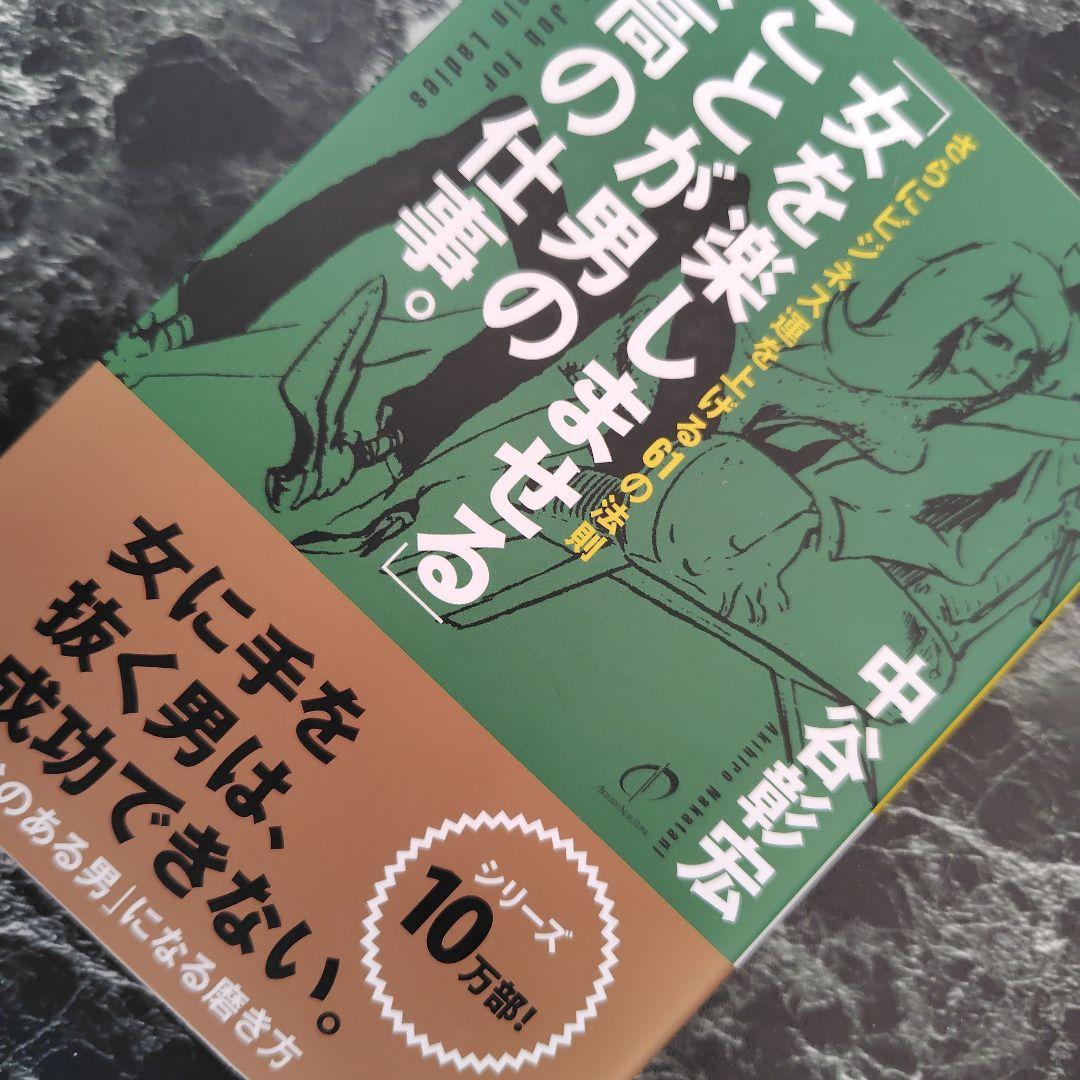 さらにビジネス運を上げる61の法則
「女を楽しませる」
ことが男の
高の仕事。
Job for
Ladies
中谷彰宏
Akihiro Nakatani
女に手を
抜く男は、
成功できない。
のある男」になる磨き方
シリーズ
10万部!